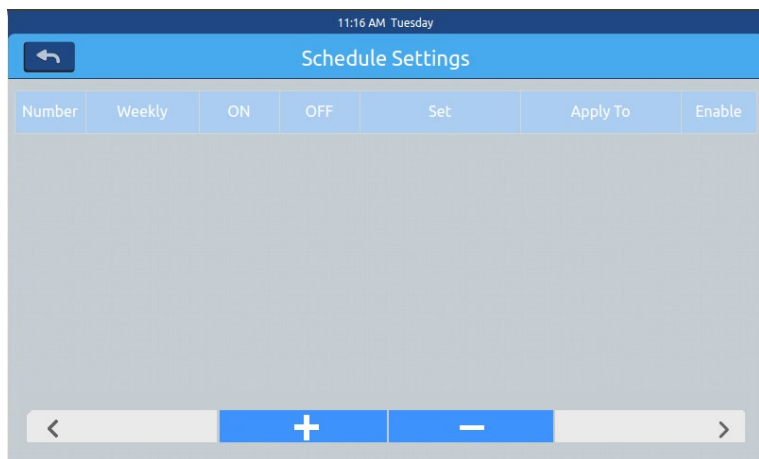 11:16 AM Tuesday
Schedule Settings
Number Weekly ON OFF Set Apply To Enable